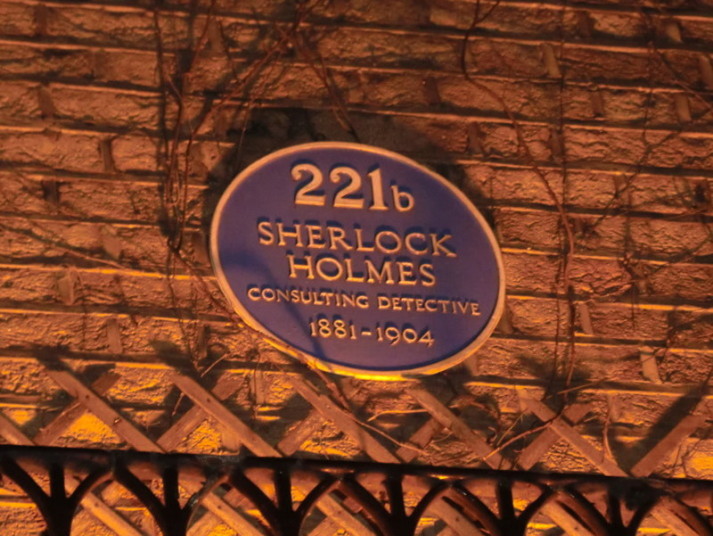 221b
SHERLOCK
HOLMES
CONSULTING DETECTIVE
1881-1904